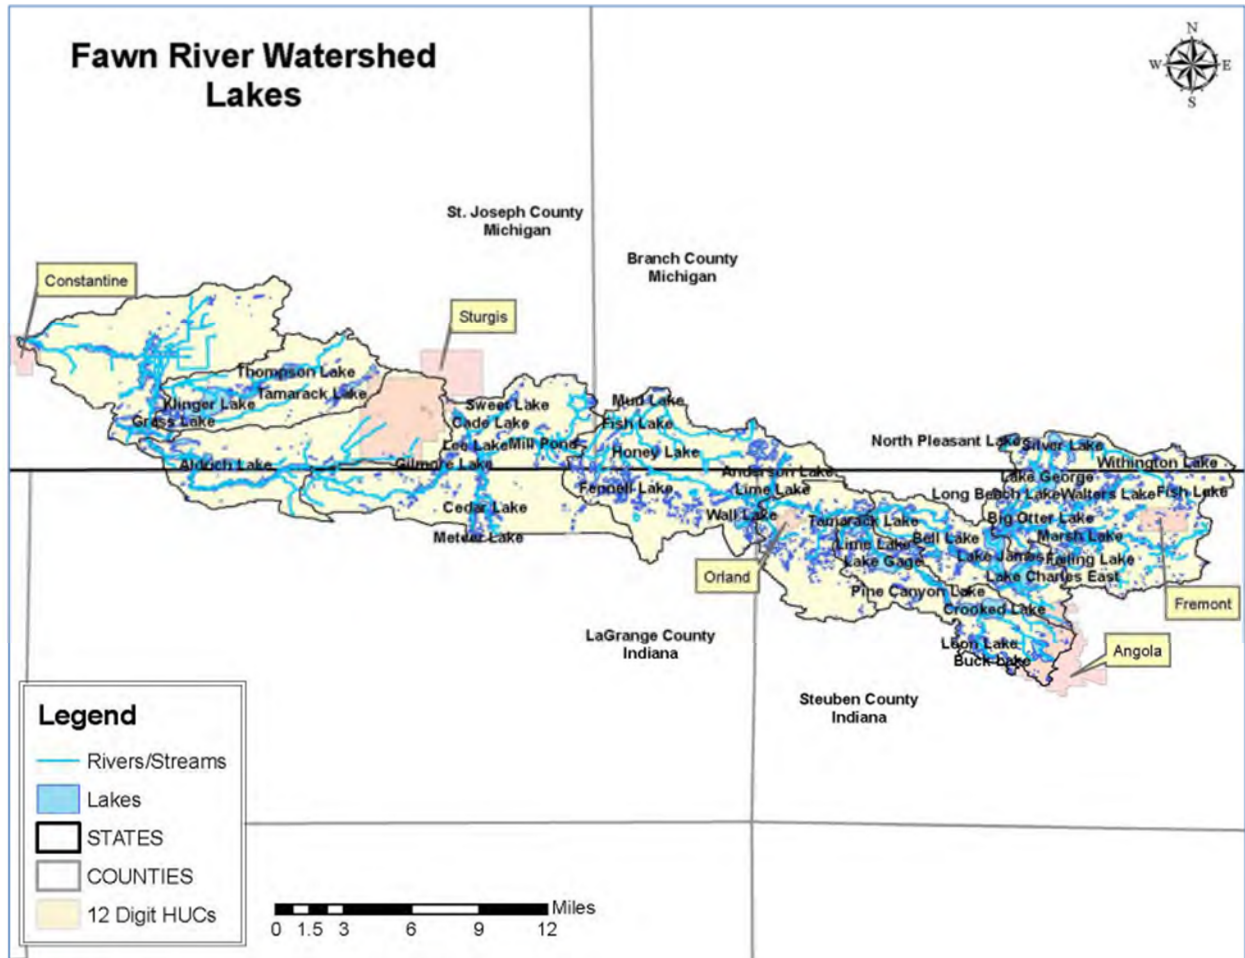 Fawn River Watershed
Lakes
N
W
E
S
St. Joseph County
Michigan
Branch County
Michigan
Constantine
Sturgis
Thompson Lake
Tamarack Lake
Klinger Lake
Grass Lake
Aldrich Lake
Sweet Lake
Cade Lake
Lee Lake
Mill Pond
Gilmore Lake
Cedar Lake
Meteer Lake
Mud Lake
Fish Lake
Honey Lake
Fennell Lake
Anderson Lake
Lime Lake
Wall Lake
North Pleasant Lake
Silver Lake
Withington Lake
Lake George
Long Beach Lake
Walters Lake
Fish Lake
Big Otter Lake
Tamarack Lake
Marsh Lake
Bell Lake
Lime Lake
Lake James
Failing Lake
Lake Gage
Lake Charles East
Pine Canyon Lake
Crooked Lake
Loon Lake
Buck Lake
Orland
Fremont
Angola
LaGrange County
Indiana
Steuben County
Indiana
Legend
Rivers/Streams
Lakes
STATES
COUNTIES
12 Digit HUCs
Miles
0 1.5 3 6 9 12